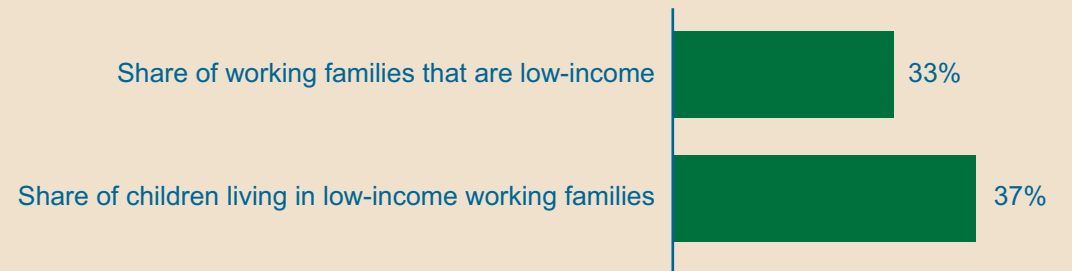 Share of working families that are low-income 33%
Share of children living in low-income working families 37%